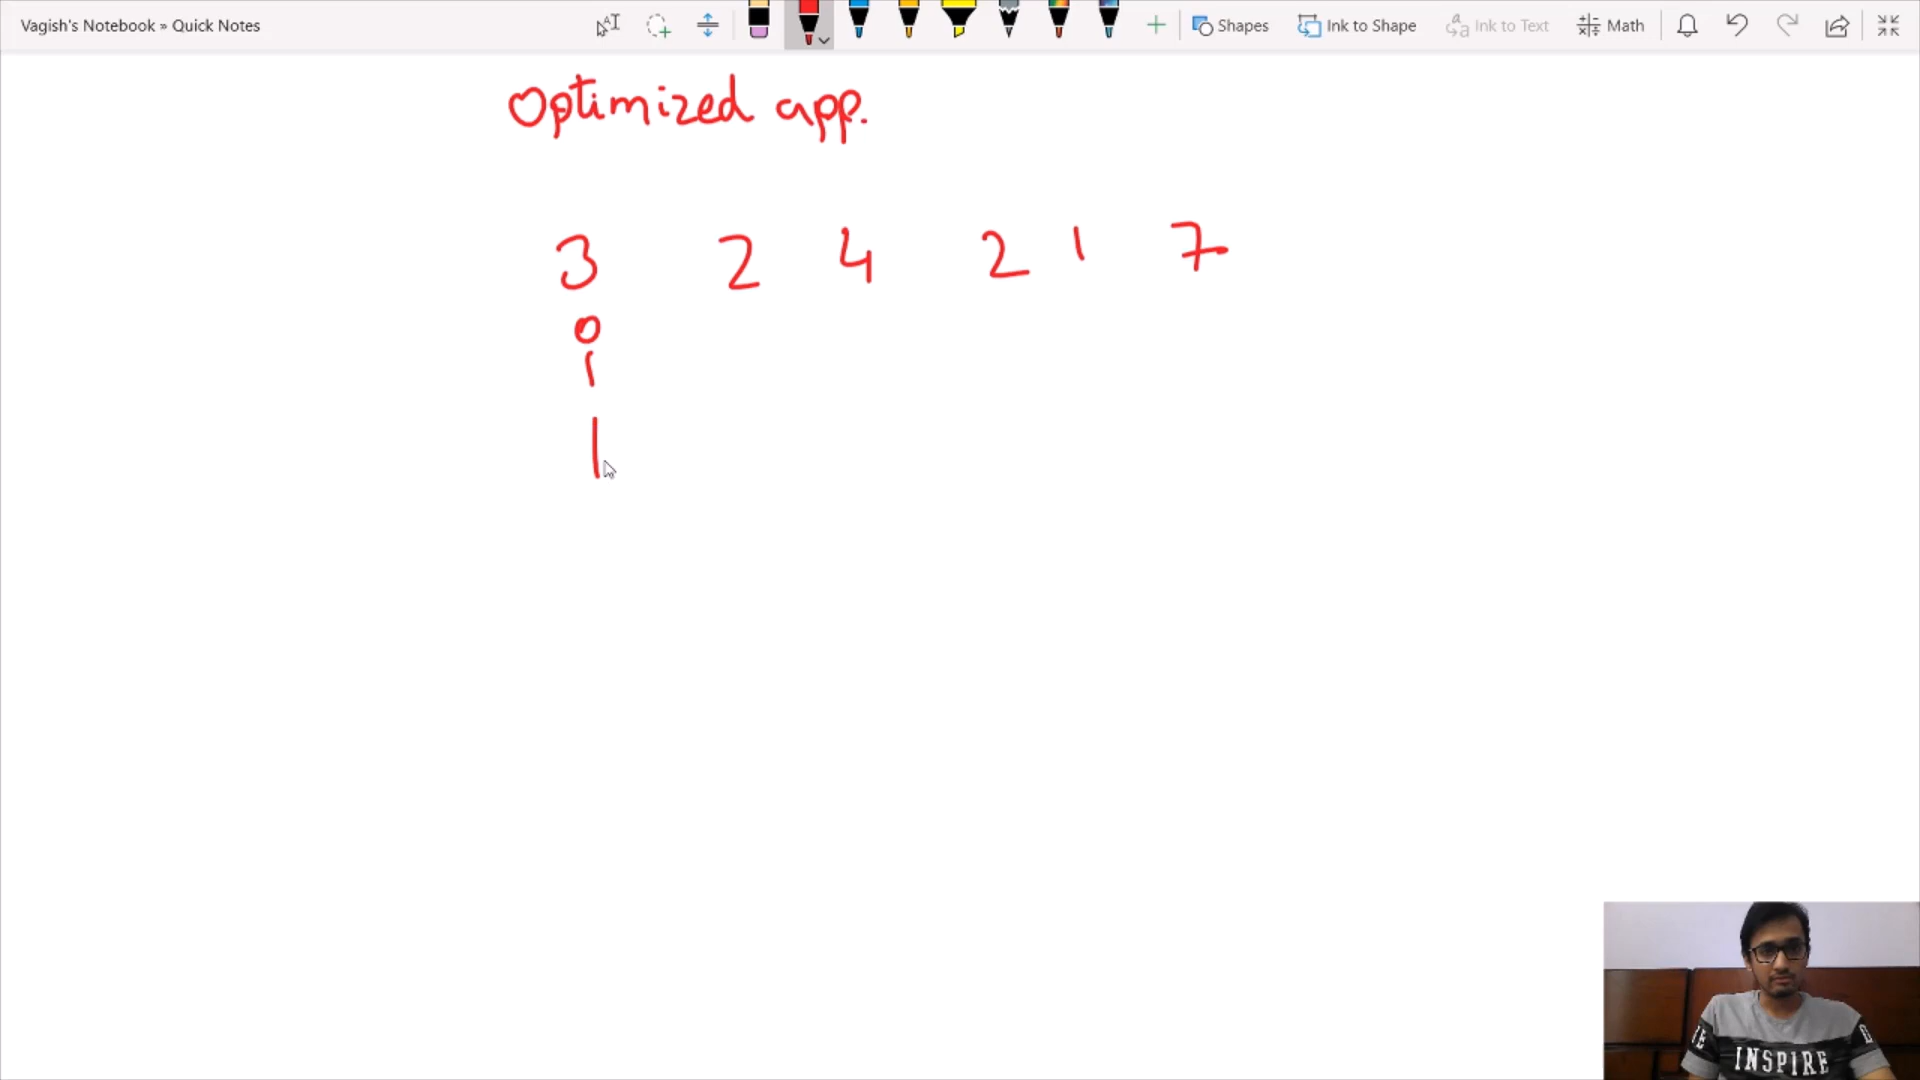 Vagish's Notebook » Quick Notes Shapes Ink to Shape Ink to Text Math
Optimized app.
3 2 4 2 1 7
0
1
1
INSPIRE